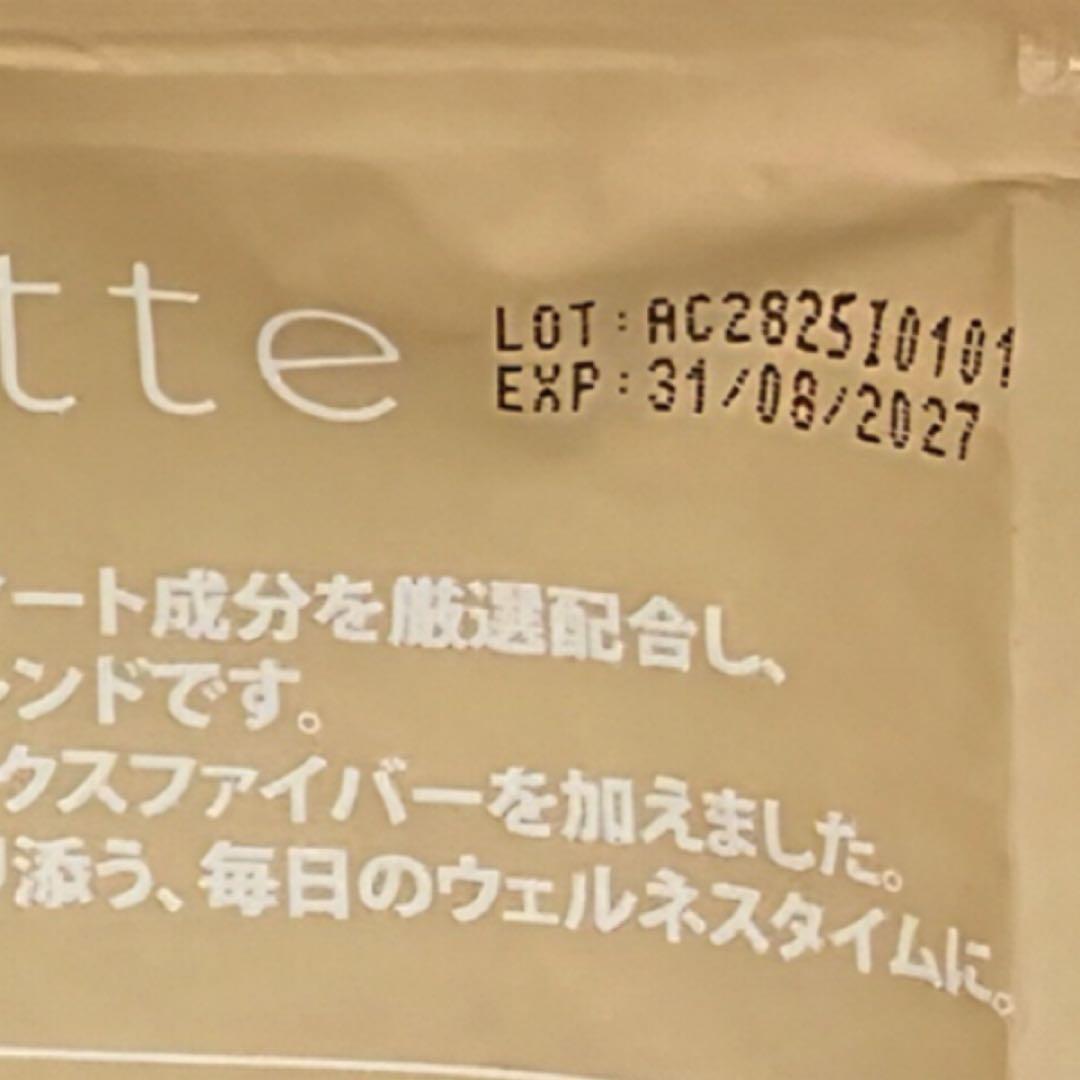 tte
LOT:AC2825I0101
EXP:31/08/2027
ート成分を厳選配合し、
ンドです。
クスファイバーを加えました。
添う、毎日のウェルネスタイムに。